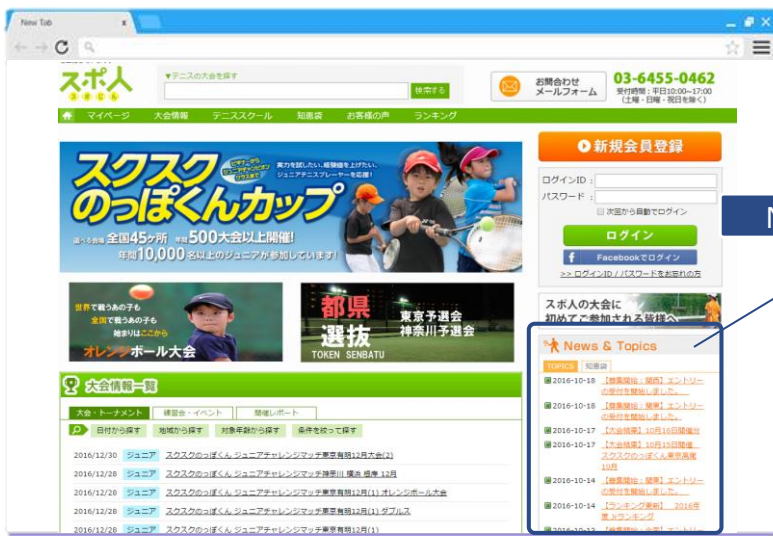 New Tab
x
スポ人
スポじん
▼テニスの大会を探す
検索する
お問合わせ
メールフォーム
03-6455-0462
受付時間：平日10:00~17:00
(土曜・日曜・祝日を除く)
マイページ 大会情報 テニススクール 知恵袋 お客様の声 ランキング
スクスク
のっぽくんカップ
実力を試したい、経験値を上げたい、
ジュニアテニスプレーヤーを応援!
選べる会場 全国45ヶ所 年間500大会以上開催!
年間10,000名以上のジュニアが参加しています!
新規会員登録
ログインID：
パスワード：
次回から自動でログイン
ログイン
f Facebookでログイン
>> ログインID / パスワードをお忘れの方
世界で戦うあの子も
全国で戦うあの子も
始まりはここから
オレンジボール大会
都県
選抜
TOKEN SENBATU
東京予選会
神奈川予選会
スポ人の大会に
初めてご参加される皆様へ
N
News & Topics
TOPICS 知恵袋
2016-10-18 【募集開始：関西】エントリー
の受付を開始しました。
2016-10-18 【募集開始：関東】エントリー
の受付を開始しました。
2016-10-17 【大会結果】10月16日開催分
2016-10-17 【大会結果】10月15日開催
スクスクのっぽくん東京高尾
10月
2016-10-14 【募集開始：関東】エントリー
の受付を開始しました。
2016-10-14 【ランキング更新】 2016年
度 Jrランキング
大会情報一覧
大会・トーナメント 練習会・イベント 開催レポート
日付から探す 地域から探す 対象年齢から探す 条件を絞って探す
2016/12/30 ジュニア スクスクのっぽくん ジュニアチャレンジマッチ東京有明12月大会(2)
2016/12/28 ジュニア スクスクのっぽくん ジュニアチャレンジマッチ神奈川 横浜 根岸 12月
2016/12/28 ジュニア スクスクのっぽくん ジュニアチャレンジマッチ東京有明12月(1) オレンジボール大会
2016/12/28 ジュニア スクスクのっぽくん ジュニアチャレンジマッチ東京有明12月(1) ダブルス
2016/12/28 ジュニア スクスクのっぽくん ジュニアチャレンジマッチ東京有明12月(1)